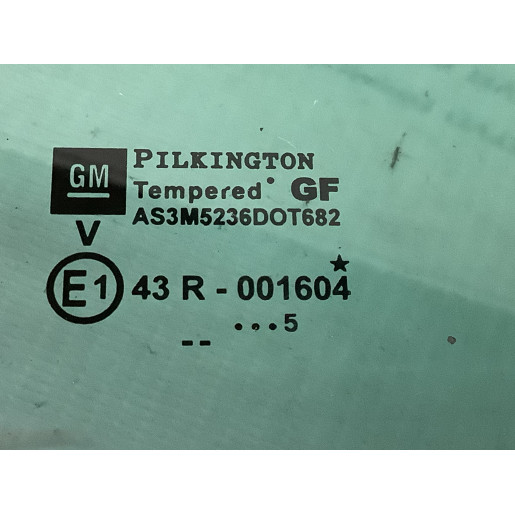 GM PILKINGTON
Tempered GF
AS3M5236DOT682
V
E1 43 R - 001604
...5
--